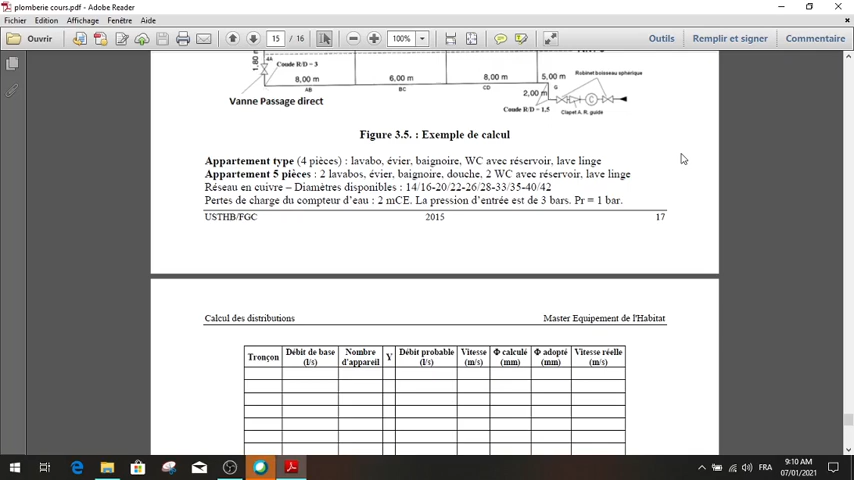 plomberie cours.pdf - Adobe Reader
Fichier Edition Affichage Fenêtre Aide
Ouvrir 15 / 16 100% Outils Remplir et signer Commentaire
1.80 4A Coude R/D = 3
8,00 m 6,00 m 8,00 m 5,00 m Robinet boisseau sphérique
AB BC CD G
Vanne Passage direct 2,00 m
Coude R/D = 1,5 C Clapet A. R. guide
Figure 3.5. : Exemple de calcul
Appartement type (4 pièces) : lavabo, évier, baignoire, WC avec réservoir, lave linge
Appartement 5 pièces : 2 lavabos, évier, baignoire, douche, 2 WC avec réservoir, lave linge
Réseau en cuivre – Diamètres disponibles : 14/16-20/22-26/28-33/35-40/42
Pertes de charge du compteur d'eau : 2 mCE. La pression d'entrée est de 3 bars. Pr = 1 bar.
USTHB/FGC 2015 17
Calcul des distributions Master Equipement de l'Habitat
Tronçon Débit de base (l/s) Nombre d'appareil Y Débit probable (l/s) Vitesse (m/s) Φ calculé (mm) Φ adopté (mm) Vitesse réelle (m/s)
FRA 9:10 AM
07/01/2021